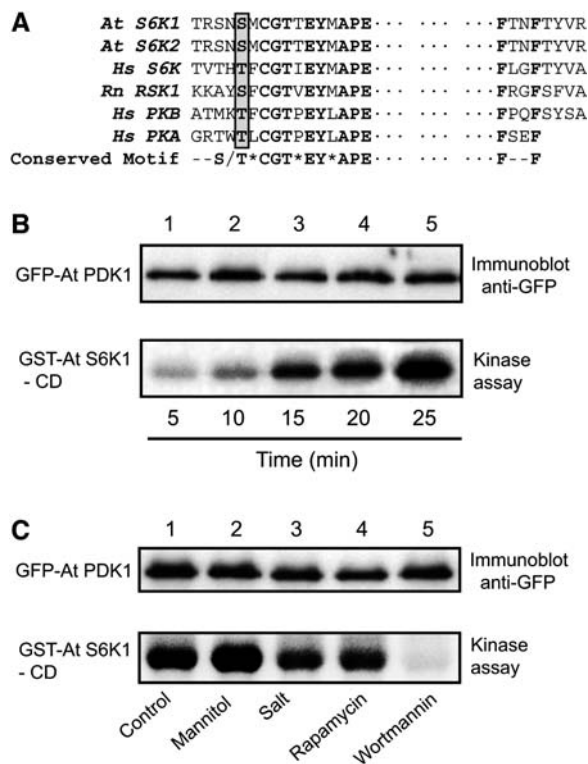 A
At S6K1 TRSNSMCGTTEYMAPE... ... ... ...FTNFTYVR
At S6K2 TRSNSMCGTTEYMAPE... ... ... ...FTNFTYVR
Hs S6K TVTHTFCGTIEYMAPE... ... ... ...FLGFTYVA
Rn RSK1 KKAYSFCGTVEYMAPE... ... ... ...FRGFSFVA
Hs PKB ATMKTFCGTPEYLAPE... ... ... ...FPQFSYSA
Hs PKA GRTWTLCGTPEYLAPE... ... ... ...FSEF
Conserved Motif --S/T*CGT*EY*APE... ... ... ...F--F
B
1 2 3 4 5
GFP-At PDK1
Immunoblot
anti-GFP
GST-At S6K1
- CD
Kinase
assay
5 10 15 20 25
Time (min)
C
1 2 3 4 5
GFP-At PDK1
Immunoblot
anti-GFP
GST-At S6K1
- CD
Kinase
assay
Control
Mannitol
Salt
Rapamycin
Wortmannin